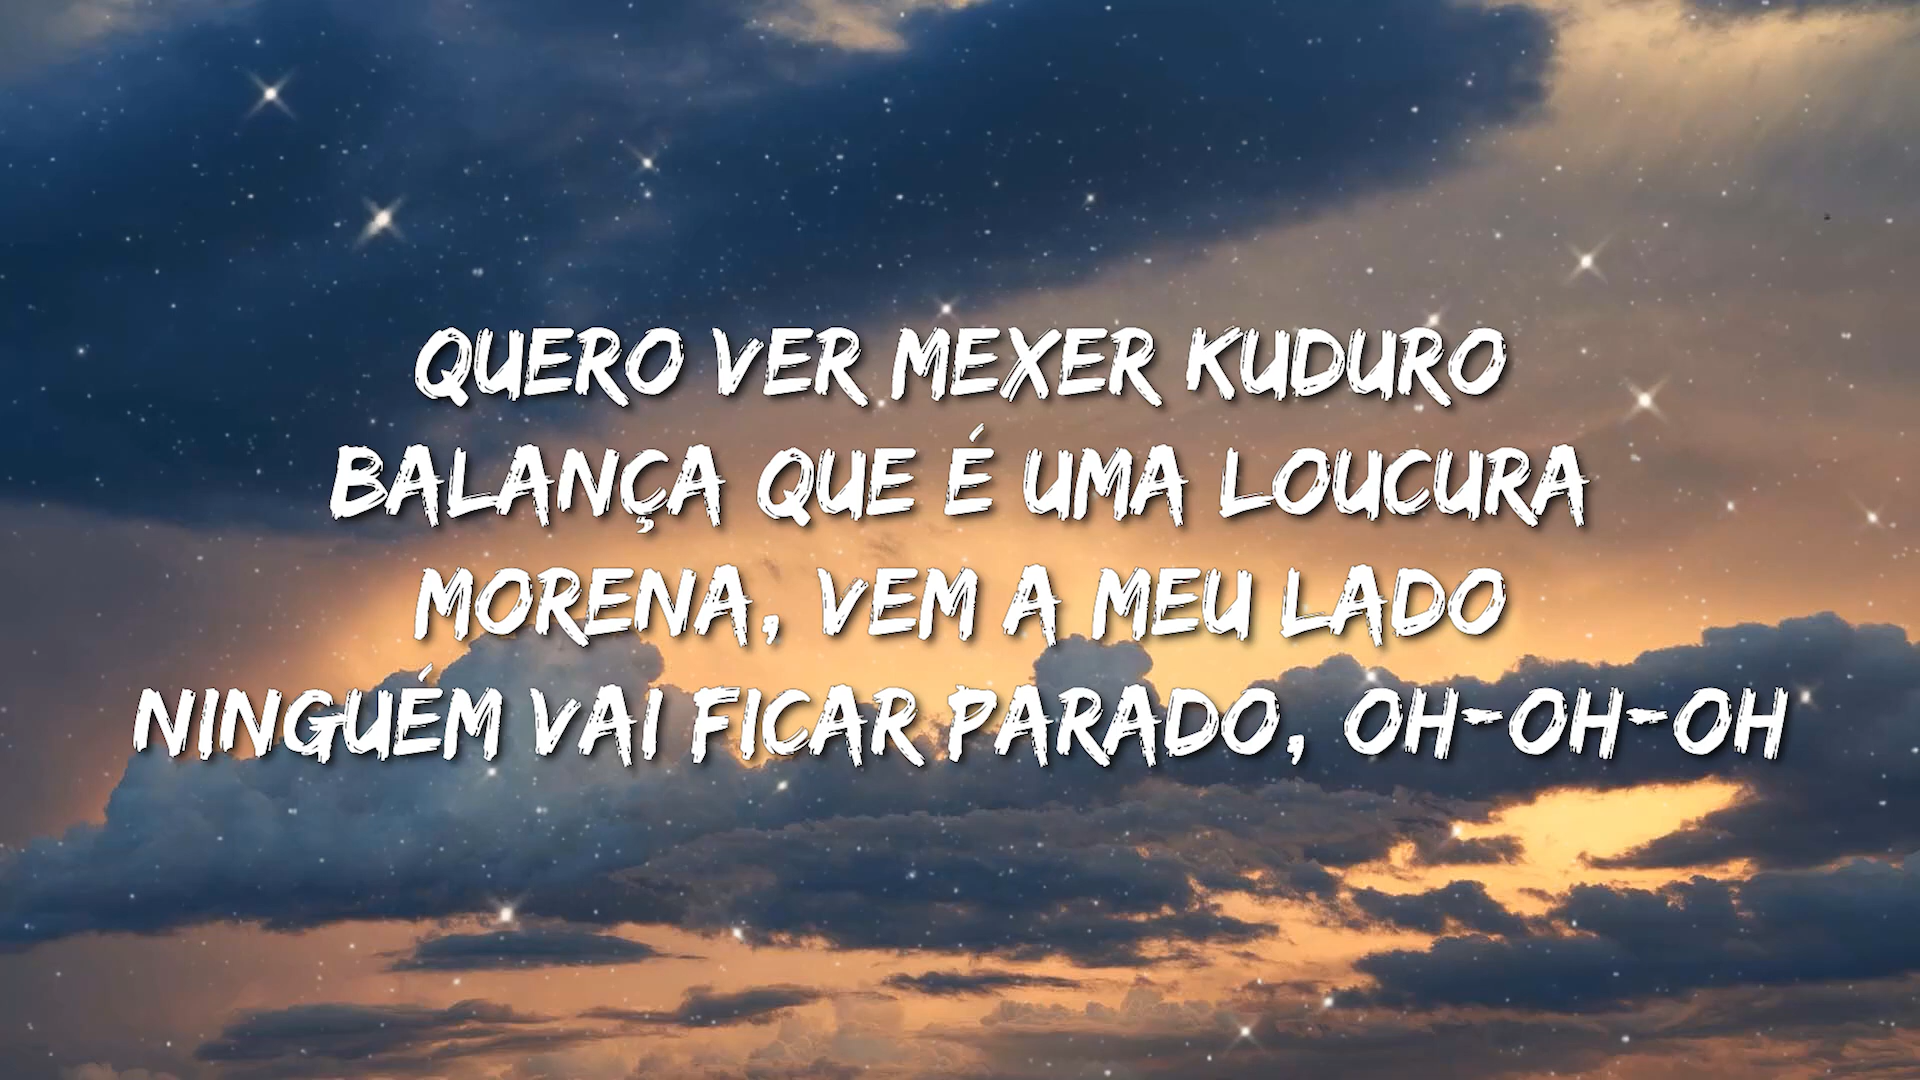 QUERO VER MEXER KUDURO
BALANÇA QUE É UMA LOUCURA
MORENA, VEM A MEU LADO
NINGUÉM VAI FICAR PARADO, OH-OH-OH